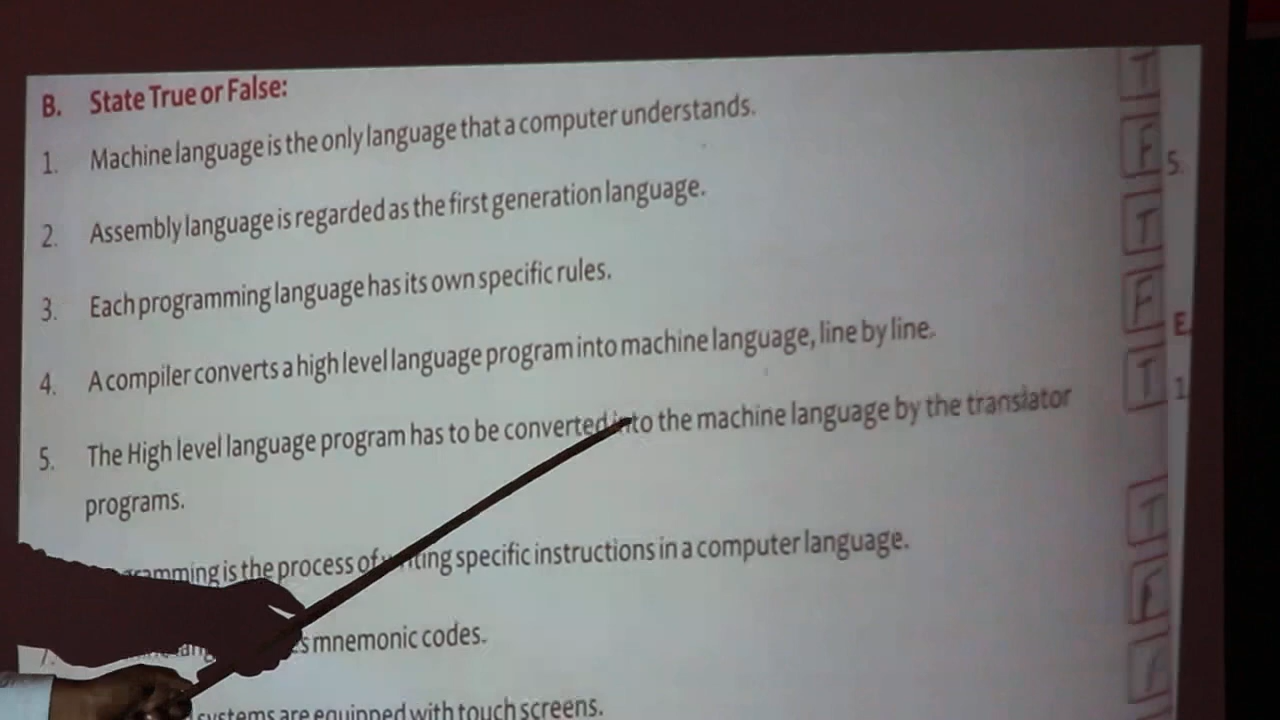 B. State True or False:
T
1. Machine language is the only language that a computer understands.
F
S.
2. Assembly language is regarded as the first generation language.
T
3. Each programming language has its own specific rules.
F
E
4. A compiler converts a high level language program into machine language, line by line.
T
1
5. The High level language program has to be converted into the machine language by the translator
programs.
T
is the process of writing specific instructions in a computer language.
F
7. mnemonic codes.
systems are equipped with touch screens.